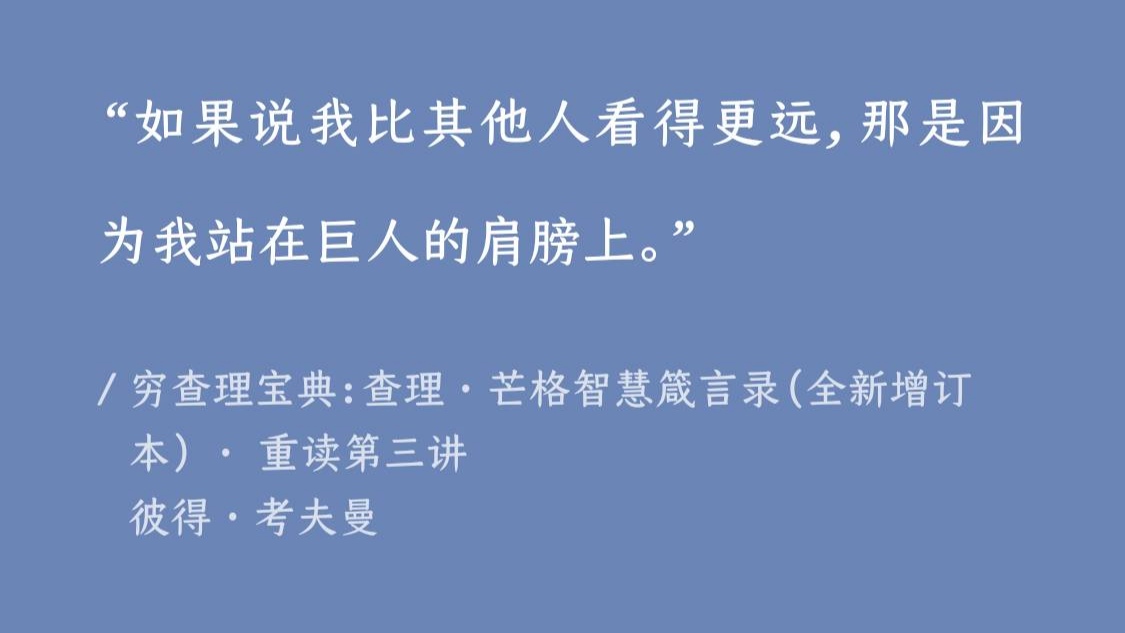 “如果说我比其他人看得更远，那是因
为我站在巨人的肩膀上。”
/ 穷查理宝典:查理·芒格智慧箴言录(全新增订
本) · 重读第三讲
彼得·考夫曼